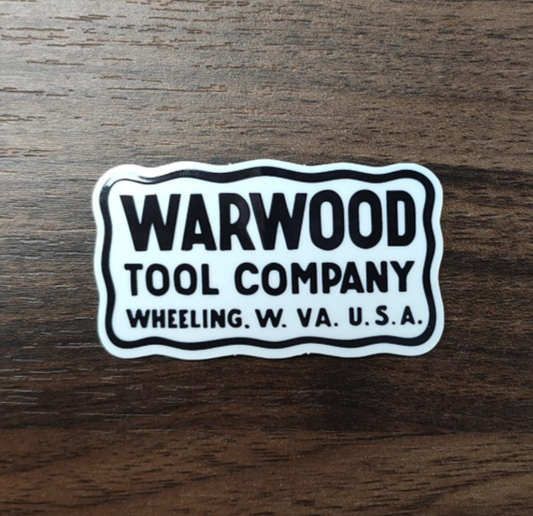 WARWOOD
TOOL COMPANY
WHEELING. W. VA. U.S.A.